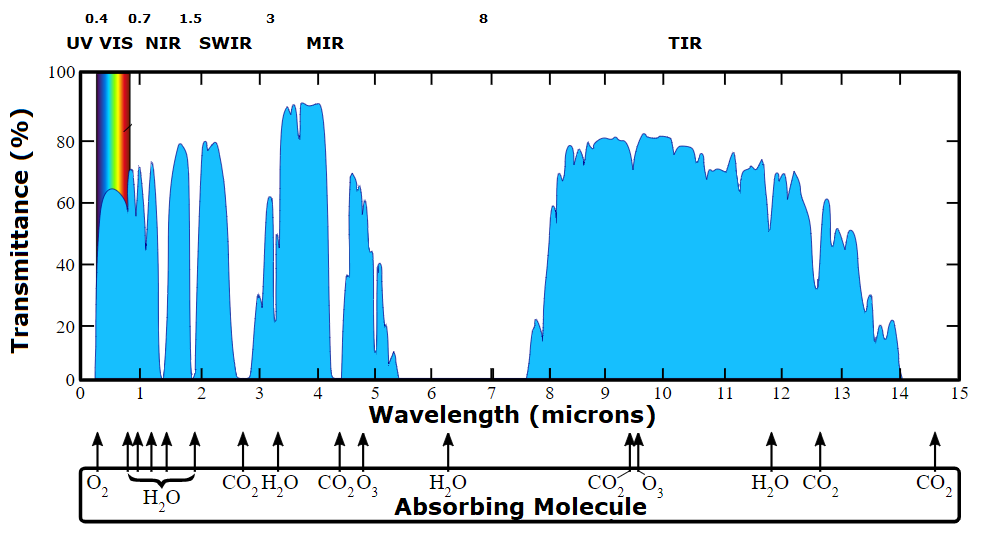 0.4 0.7 1.5 3 8
UV VIS NIR SWIR MIR TIR
Transmittance (%)
100
80
60
40
20
0
0 1 2 3 4 5 6 7 8 9 10 11 12 13 14 15
Wavelength (microns)
O₂ H₂O CO₂ H₂O CO₂ O₃ H₂O CO₂ O₃ H₂O CO₂ CO₂
Absorbing Molecule